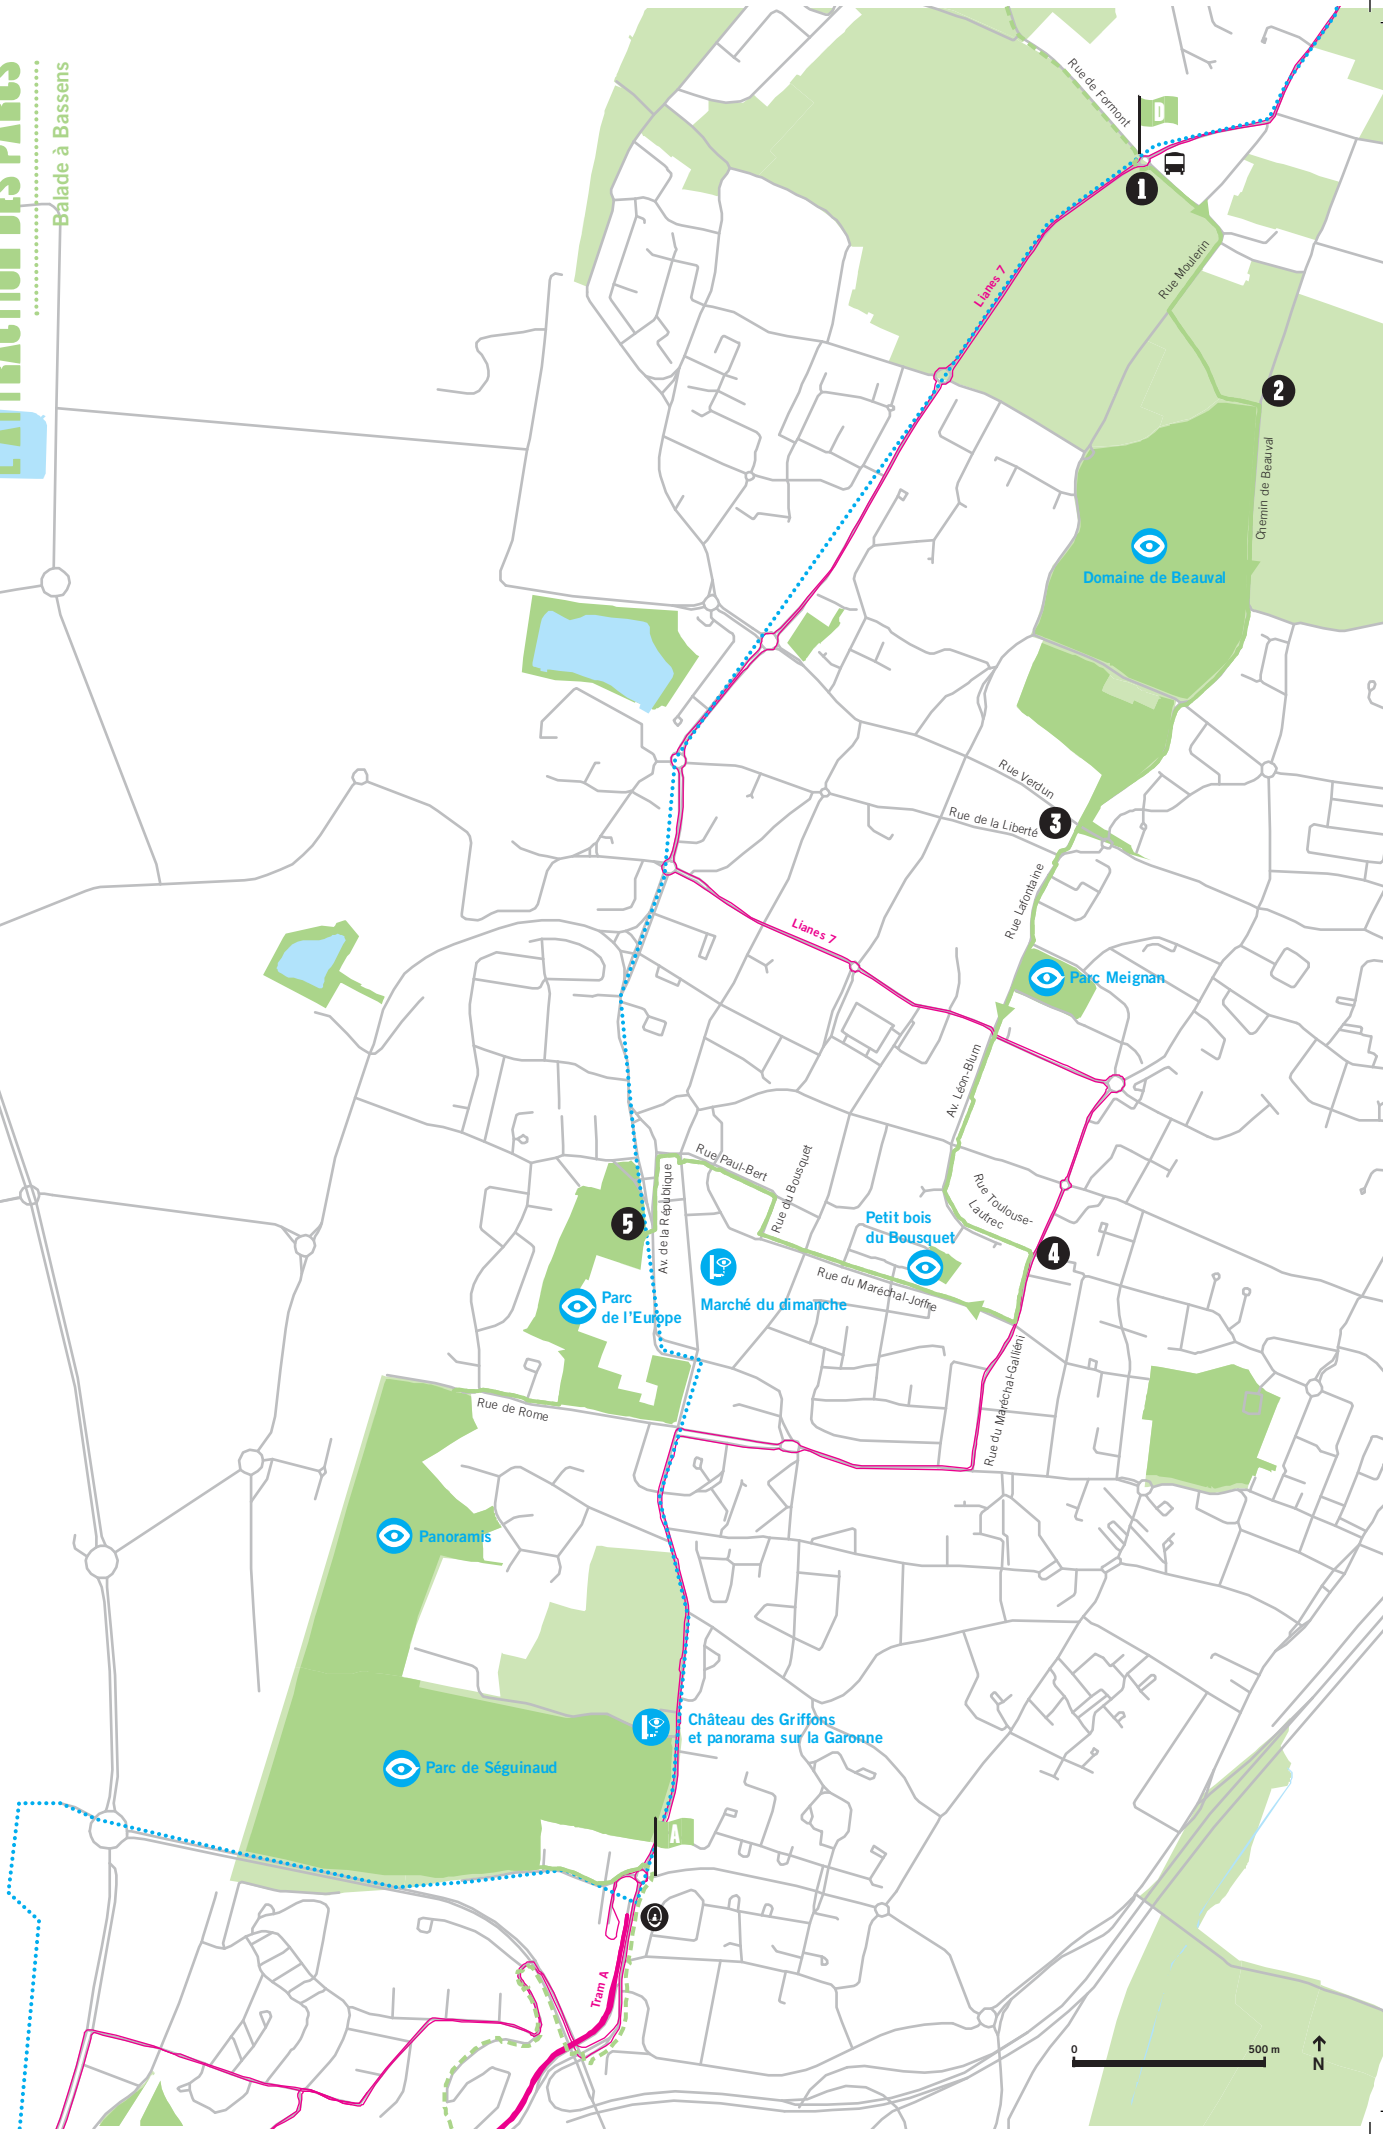 L'ATTRACTION DES PARCS
Balade à Bassens
Rue de Formont
D
1
Rue Moulerin
Lianes 7
2
Chemin de Beauval
Domaine de Beauval
Rue Verdun
Rue de la Liberté
3
Rue Lafontaine
Lianes 7
Parc Meignan
Av. Léon-Blum
Rue Paul-Bert
Rue du Bousquet
Av. de la République
5
Rue Toulouse-
Lautrec
Petit bois
du Bousquet
4
Rue du Maréchal-Joffre
Parc
de l'Europe
Marché du dimanche
Rue du Maréchal-Galliéni
Rue de Rome
Panoramis
Château des Griffons
et panorama sur la Garonne
Parc de Séguinaud
A
Tram A
0
500 m
N